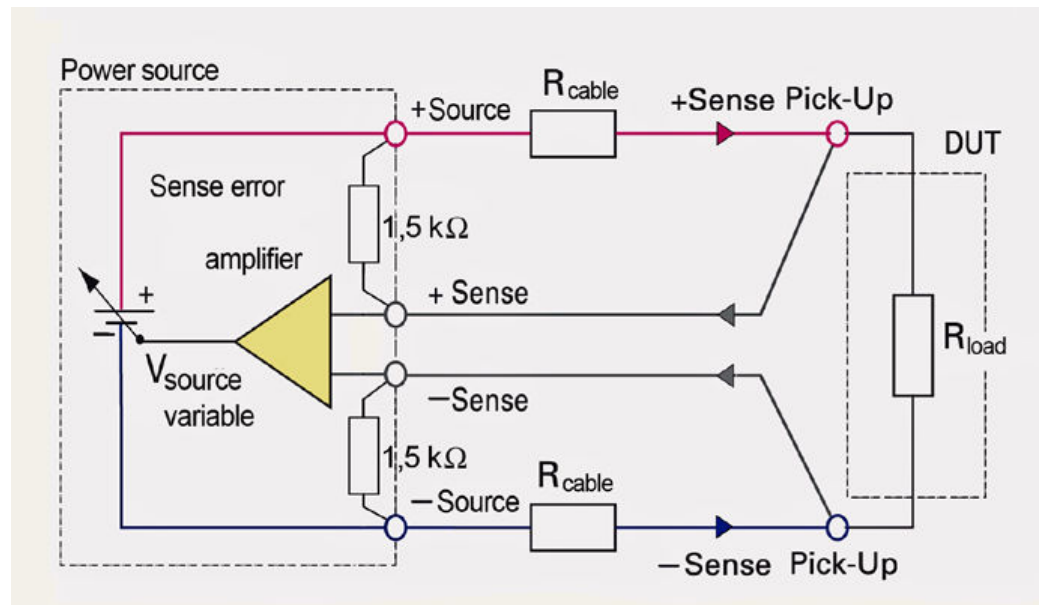 Power source
+Source
Rcable
+Sense Pick-Up
DUT
Sense error
1,5 kΩ
amplifier
+ Sense
+
−
Rload
Vsource
variable
−Sense
1,5 kΩ
−Source
Rcable
−Sense Pick-Up